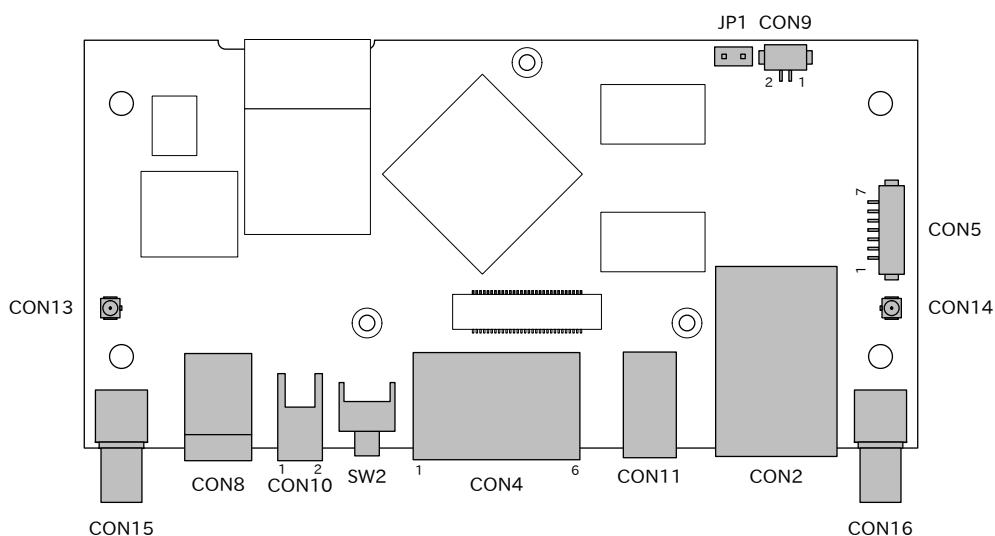 JP1 CON9
2 1
7
CON5
1
CON13
CON14
1 2
1 6
CON8
CON10
SW2
CON4
CON11
CON2
CON15
CON16